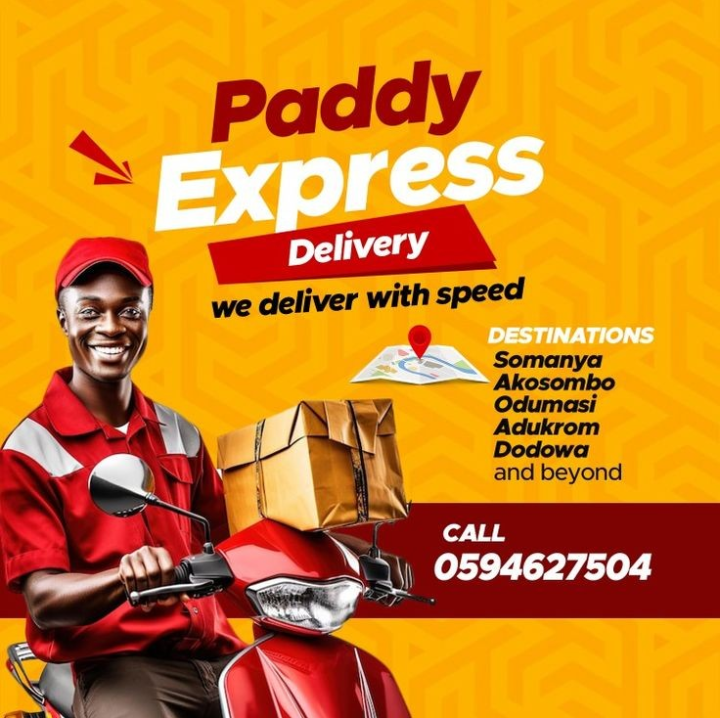 Paddy
Express
Delivery
we deliver with speed
DESTINATIONS
Somanya
Akosombo
Odumasi
Adukrom
Dodowa
and beyond
CALL
0594627504